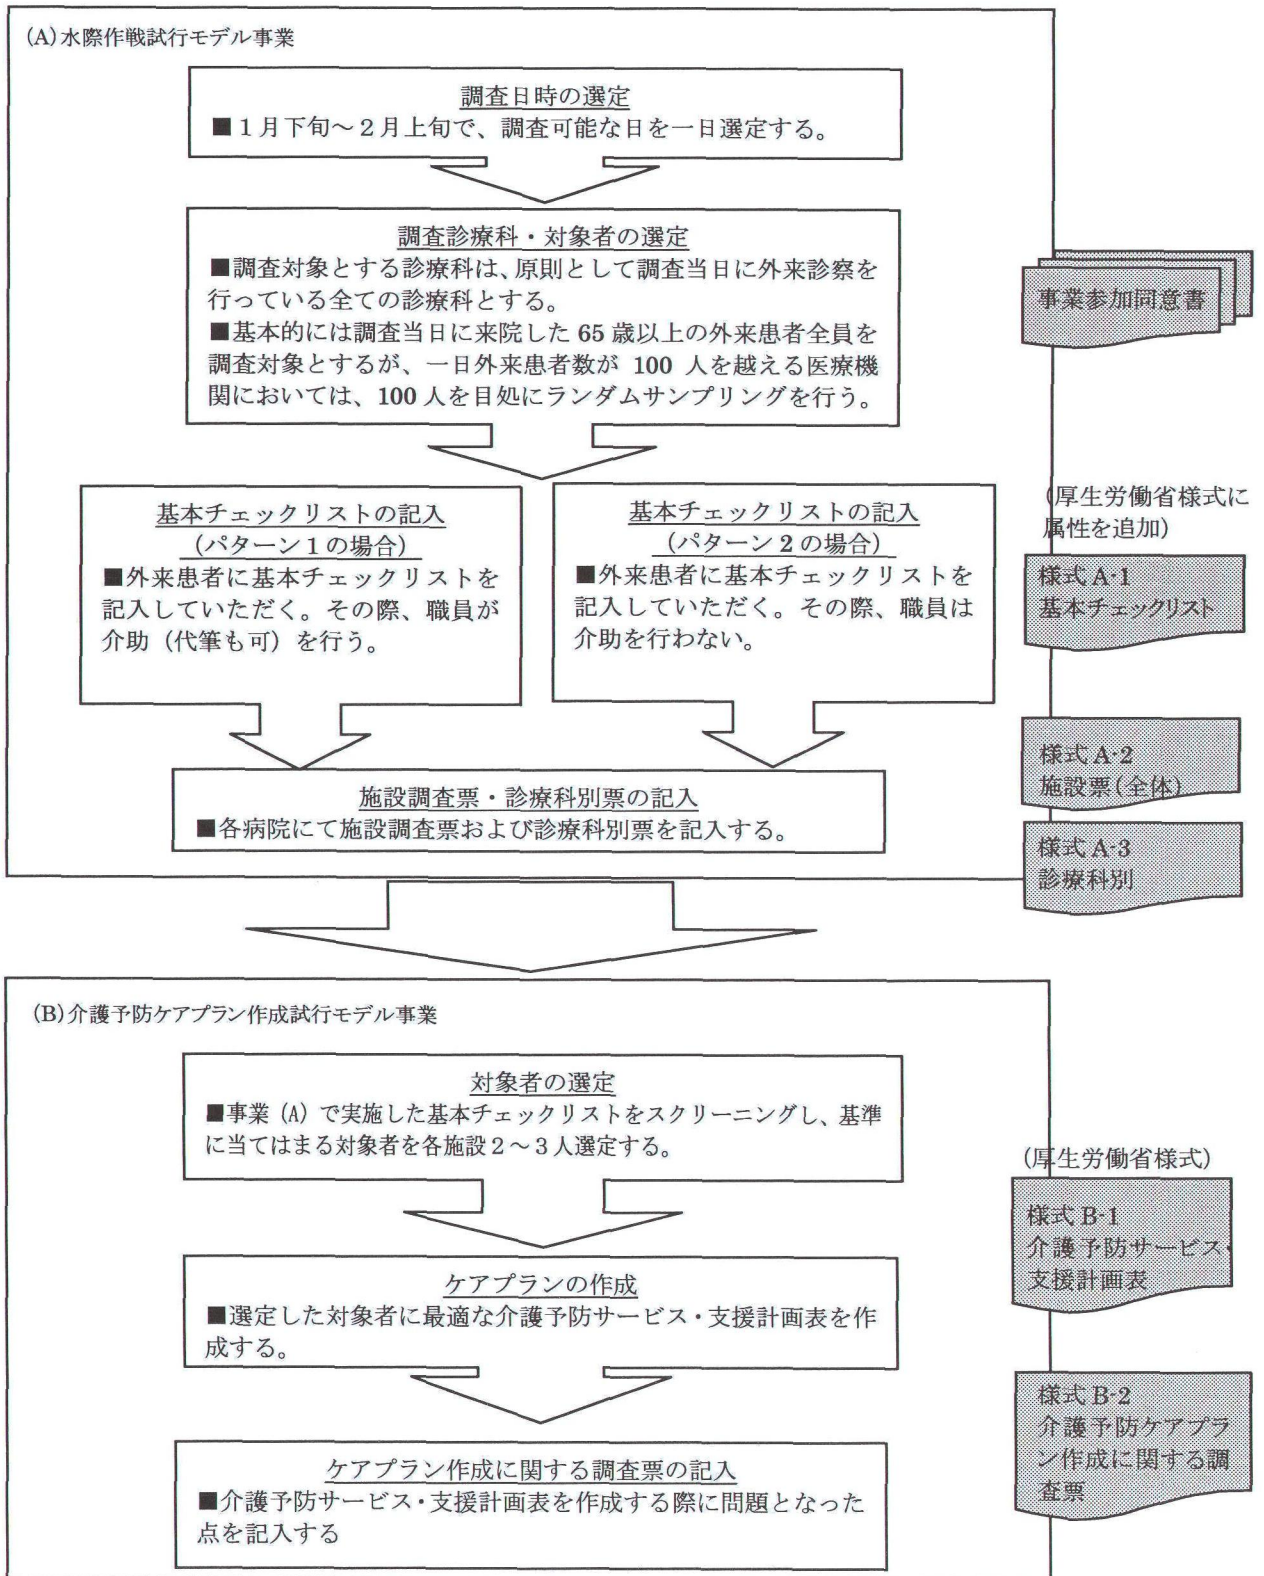 (A)水際作戦試行モデル事業
調査日時の選定
■１月下旬～２月上旬で、調査可能な日を一日選定する。
調査診療科・対象者の選定
■調査対象とする診療科は、原則として調査当日に外来診察を
行っている全ての診療科とする。
■基本的には調査当日に来院した 65 歳以上の外来患者全員を
調査対象とするが、一日外来患者数が 100 人を越える医療機
関においては、100 人を目処にランダムサンプリングを行う。
事業参加同意書
基本チェックリストの記入
(パターン１の場合)
■外来患者に基本チェックリストを
記入していただく。その際、職員が
介助（代筆も可）を行う。
基本チェックリストの記入
(パターン 2 の場合)
■外来患者に基本チェックリストを
記入していただく。その際、職員は
介助を行わない。
(厚生労働省様式に
属性を追加)
様式 A-1
基本チェックリスト
施設調査票・診療科別票の記入
■各病院にて施設調査票および診療科別票を記入する。
様式 A-2
施設票(全体)
様式 A-3
診療科別
(B)介護予防ケアプラン作成試行モデル事業
対象者の選定
■事業（A）で実施した基本チェックリストをスクリーニングし、基準
に当てはまる対象者を各施設２～３人選定する。
ケアプランの作成
■選定した対象者に最適な介護予防サービス・支援計画表を作
成する。
(厚生労働省様式)
様式 B-1
介護予防サービス・
支援計画表
ケアプラン作成に関する調査票の記入
■介護予防サービス・支援計画表を作成する際に問題となった
点を記入する
様式 B-2
介護予防ケアプラ
ン作成に関する調
査票